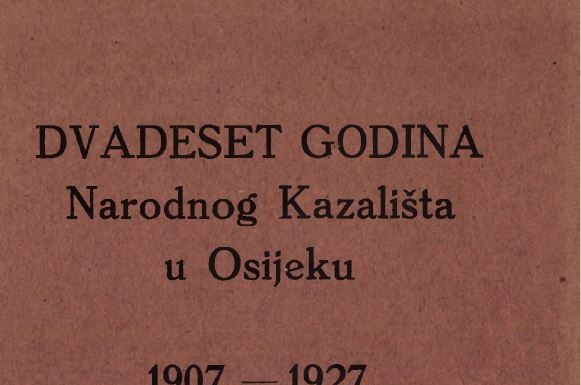 DVADESET GODINA
Narodnog Kazališta
u Osijeku
1907 — 1927